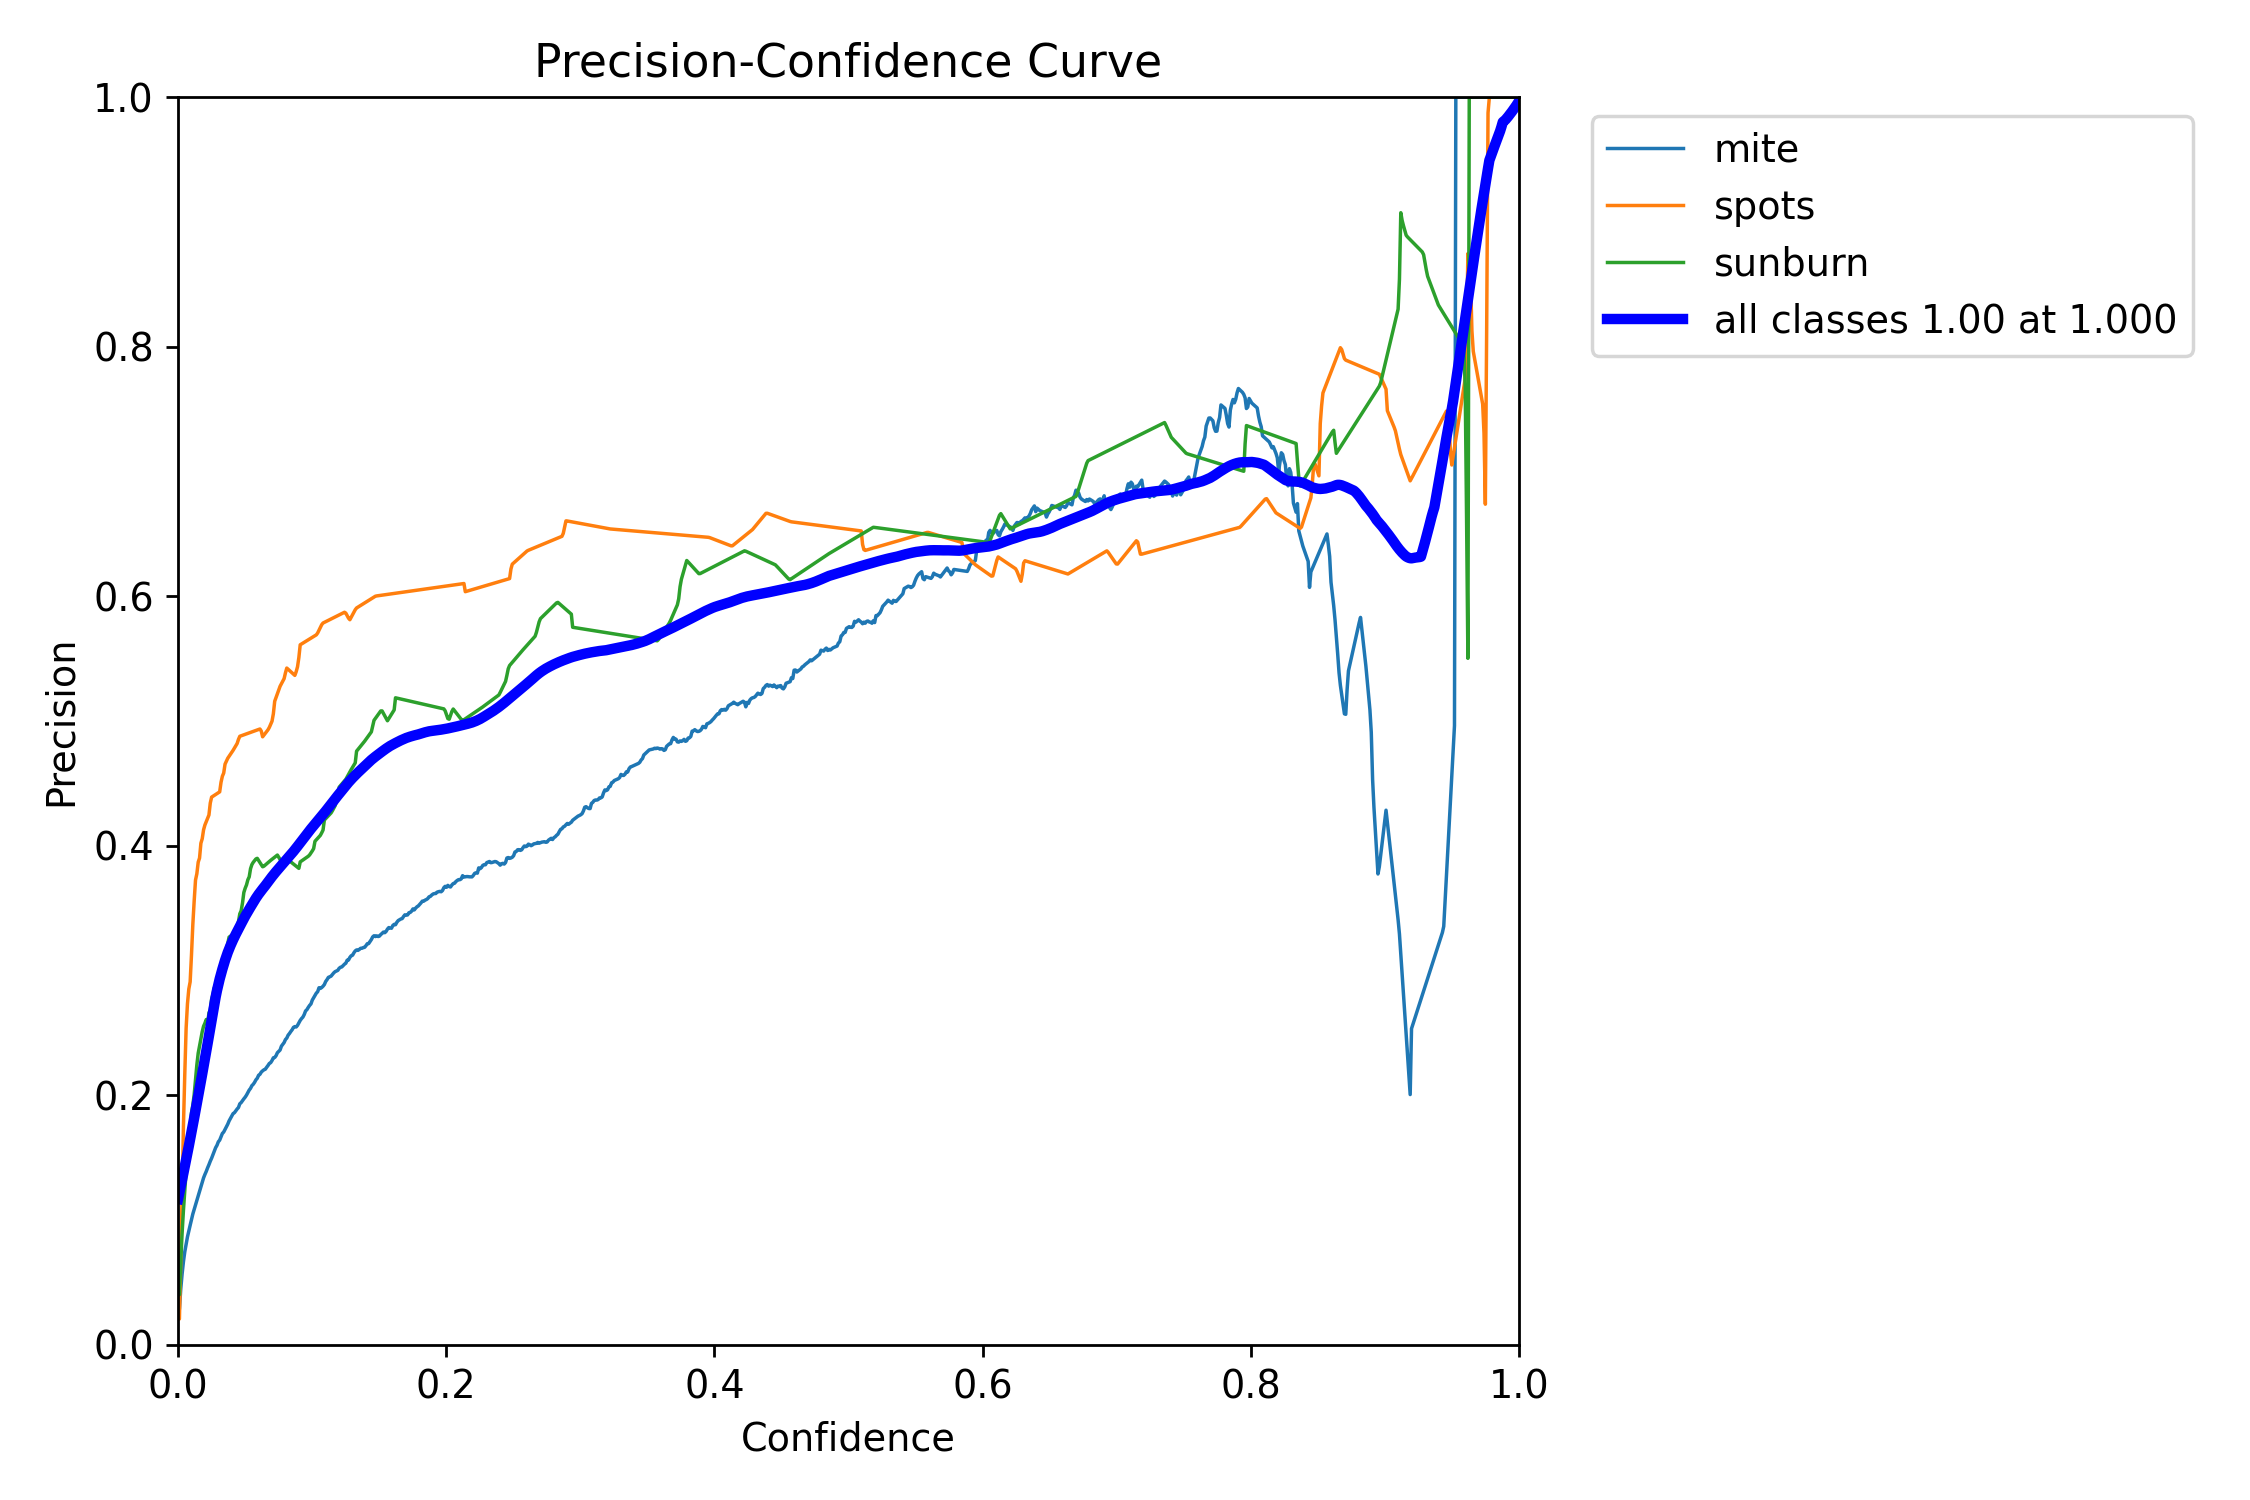 Precision-Confidence Curve
1.0
0.8
0.6
0.4
0.2
0.0
Precision
0.0 0.2 0.4 0.6 0.8 1.0
Confidence
mite
spots
sunburn
all classes 1.00 at 1.000